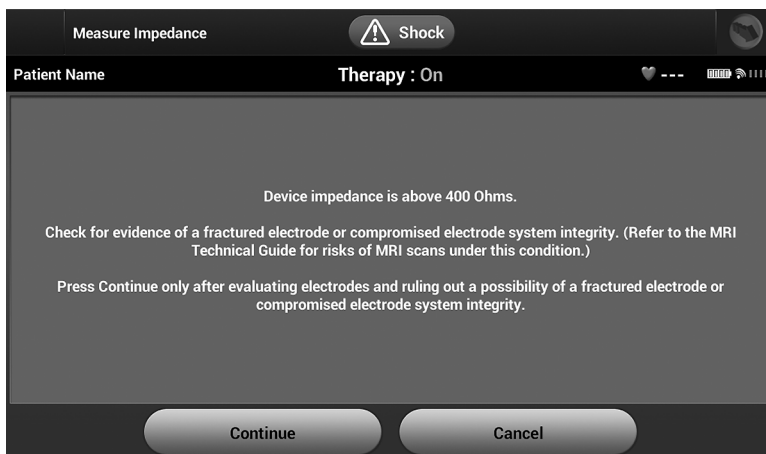 Measure Impedance
Shock
Patient Name
Therapy : On
---
Device impedance is above 400 Ohms.
Check for evidence of a fractured electrode or compromised electrode system integrity. (Refer to the MRI
Technical Guide for risks of MRI scans under this condition.)
Press Continue only after evaluating electrodes and ruling out a possibility of a fractured electrode or
compromised electrode system integrity.
Continue
Cancel